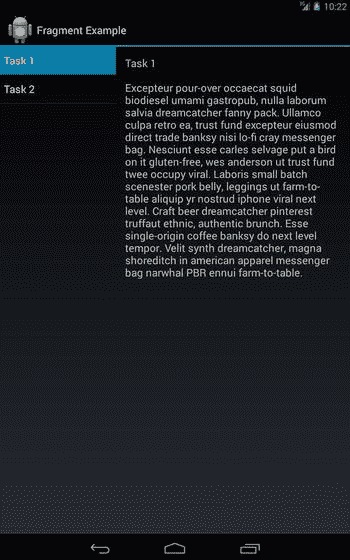 10:22
Fragment Example
Task 1
Task 2
Task 1
Excepteur pour-over occaecat squid
biodiesel umami gastropub, nulla laborum
salvia dreamcatcher fanny pack. Ullamco
culpa retro ea, trust fund excepteur eiusmod
direct trade banksy nisi lo-fi cray messenger
bag. Nesciunt esse carles selvage put a bird
on it gluten-free, wes anderson ut trust fund
twee occupy viral. Laboris small batch
scenester pork belly, leggings ut farm-to-
table aliquip yr nostrud iphone viral next
level. Craft beer dreamcatcher pinterest
truffaut ethnic, authentic brunch. Esse
single-origin coffee banksy do next level
tempor. Velit synth dreamcatcher, magna
shoreditch in american apparel messenger
bag narwhal PBR ennui farm-to-table.